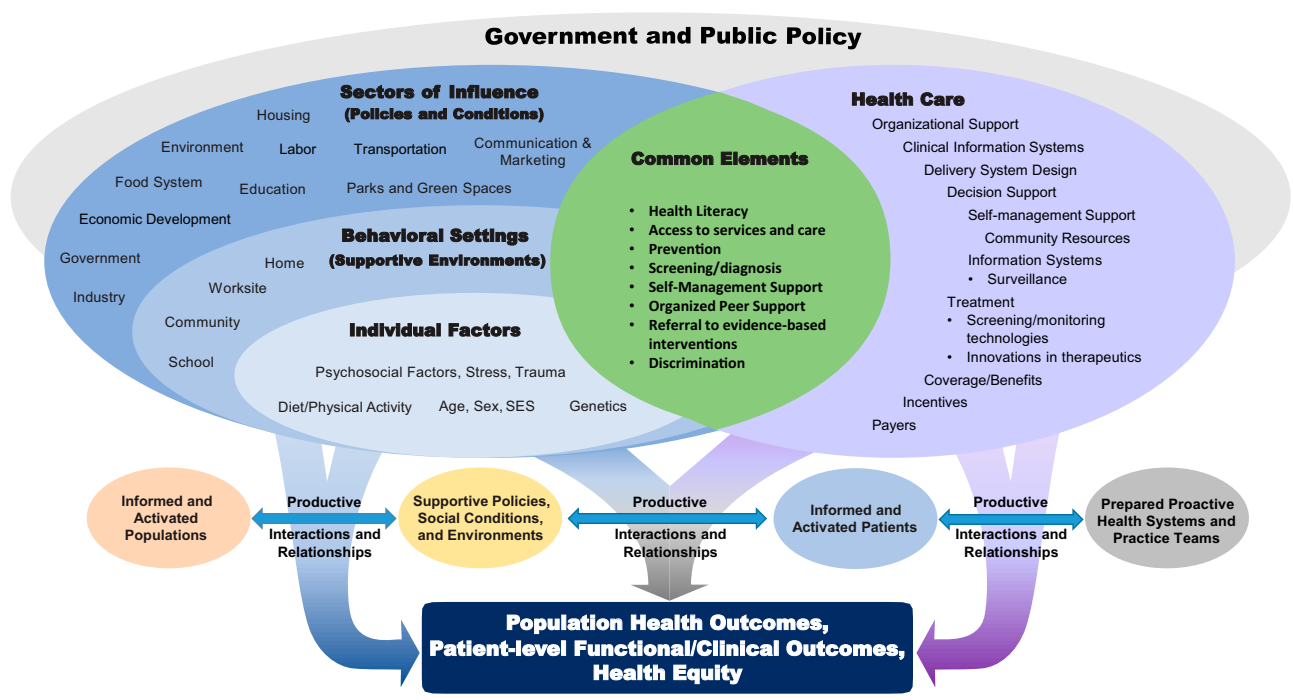 Government and Public Policy
Sectors of Influence
(Policies and Conditions)
Housing
Environment
Labor
Transportation
Communication &
Marketing
Food System
Education
Parks and Green Spaces
Economic Development
Government
Industry
Behavioral Settings
(Supportive Environments)
Home
Worksite
Community
School
Individual Factors
Psychosocial Factors, Stress, Trauma
Diet/Physical Activity
Age, Sex, SES
Genetics
Common Elements
• Health Literacy
• Access to services and care
• Prevention
• Screening/diagnosis
• Self-Management Support
• Organized Peer Support
• Referral to evidence-based
interventions
• Discrimination
Health Care
Organizational Support
Clinical Information Systems
Delivery System Design
Decision Support
Self-management Support
Community Resources
Information Systems
• Surveillance
Treatment
• Screening/monitoring
technologies
• Innovations in therapeutics
Coverage/Benefits
Incentives
Payers
Informed and
Activated
Populations
Productive
Interactions and
Relationships
Supportive Policies,
Social Conditions,
and Environments
Productive
Interactions and
Relationships
Informed and
Activated Patients
Productive
Interactions and
Relationships
Prepared Proactive
Health Systems and
Practice Teams
Population Health Outcomes,
Patient-level Functional/Clinical Outcomes,
Health Equity